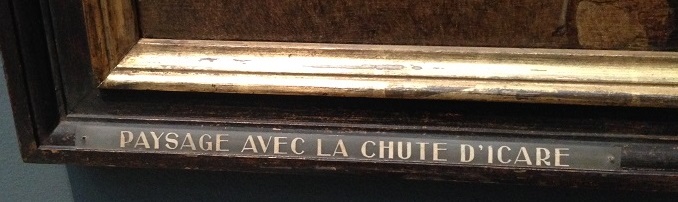 PAYSAGE AVEC LA CHUTE D'ICARE